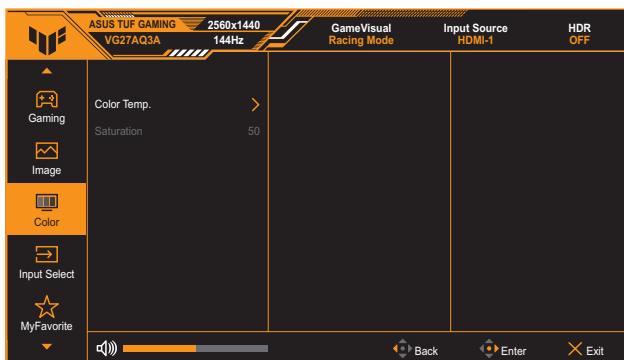 ASUS TUF GAMING 2560x1440
VG27AQ3A 144Hz
GameVisual
Racing Mode
Input Source
HDMI-1
HDR
OFF
Gaming
Image
Color
Input Select
MyFavorite
Color Temp.
Saturation 50
Back
Enter
Exit